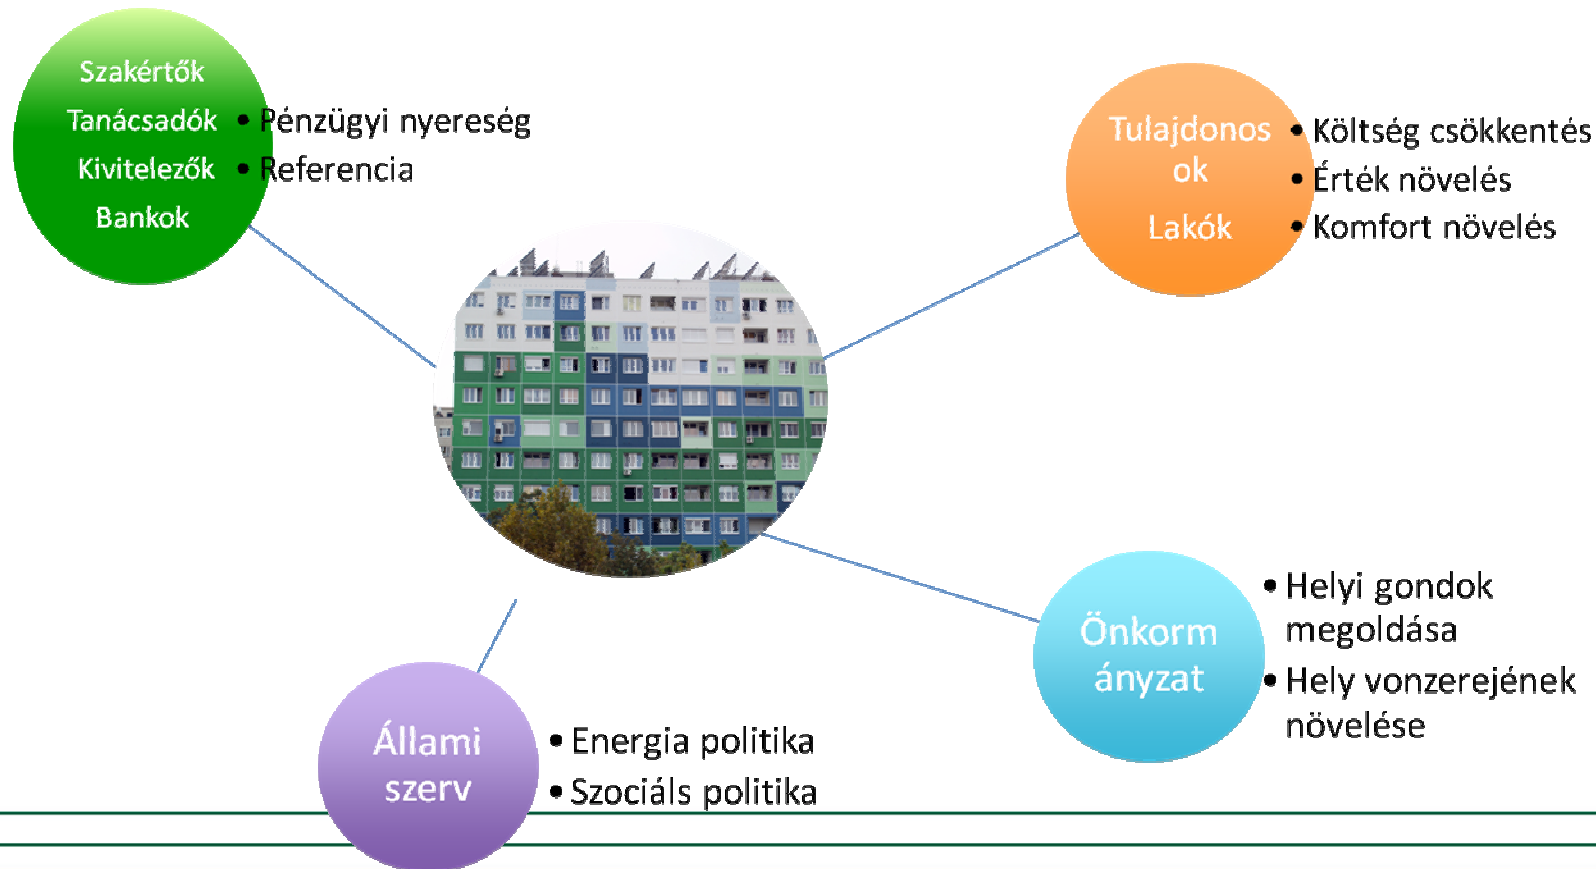 Szakértők
Tanácsadók
Kivitelezők
Bankok
• Pénzügyi nyereség
• Referencia
Tulajdonos
ok
Lakók
• Költség csökkentés
• Érték növelés
• Komfort növelés
Önkorm
ányzat
• Helyi gondok
megoldása
• Hely vonzerejének
növelése
Állami
szerv
• Energia politika
• Szociáls politika